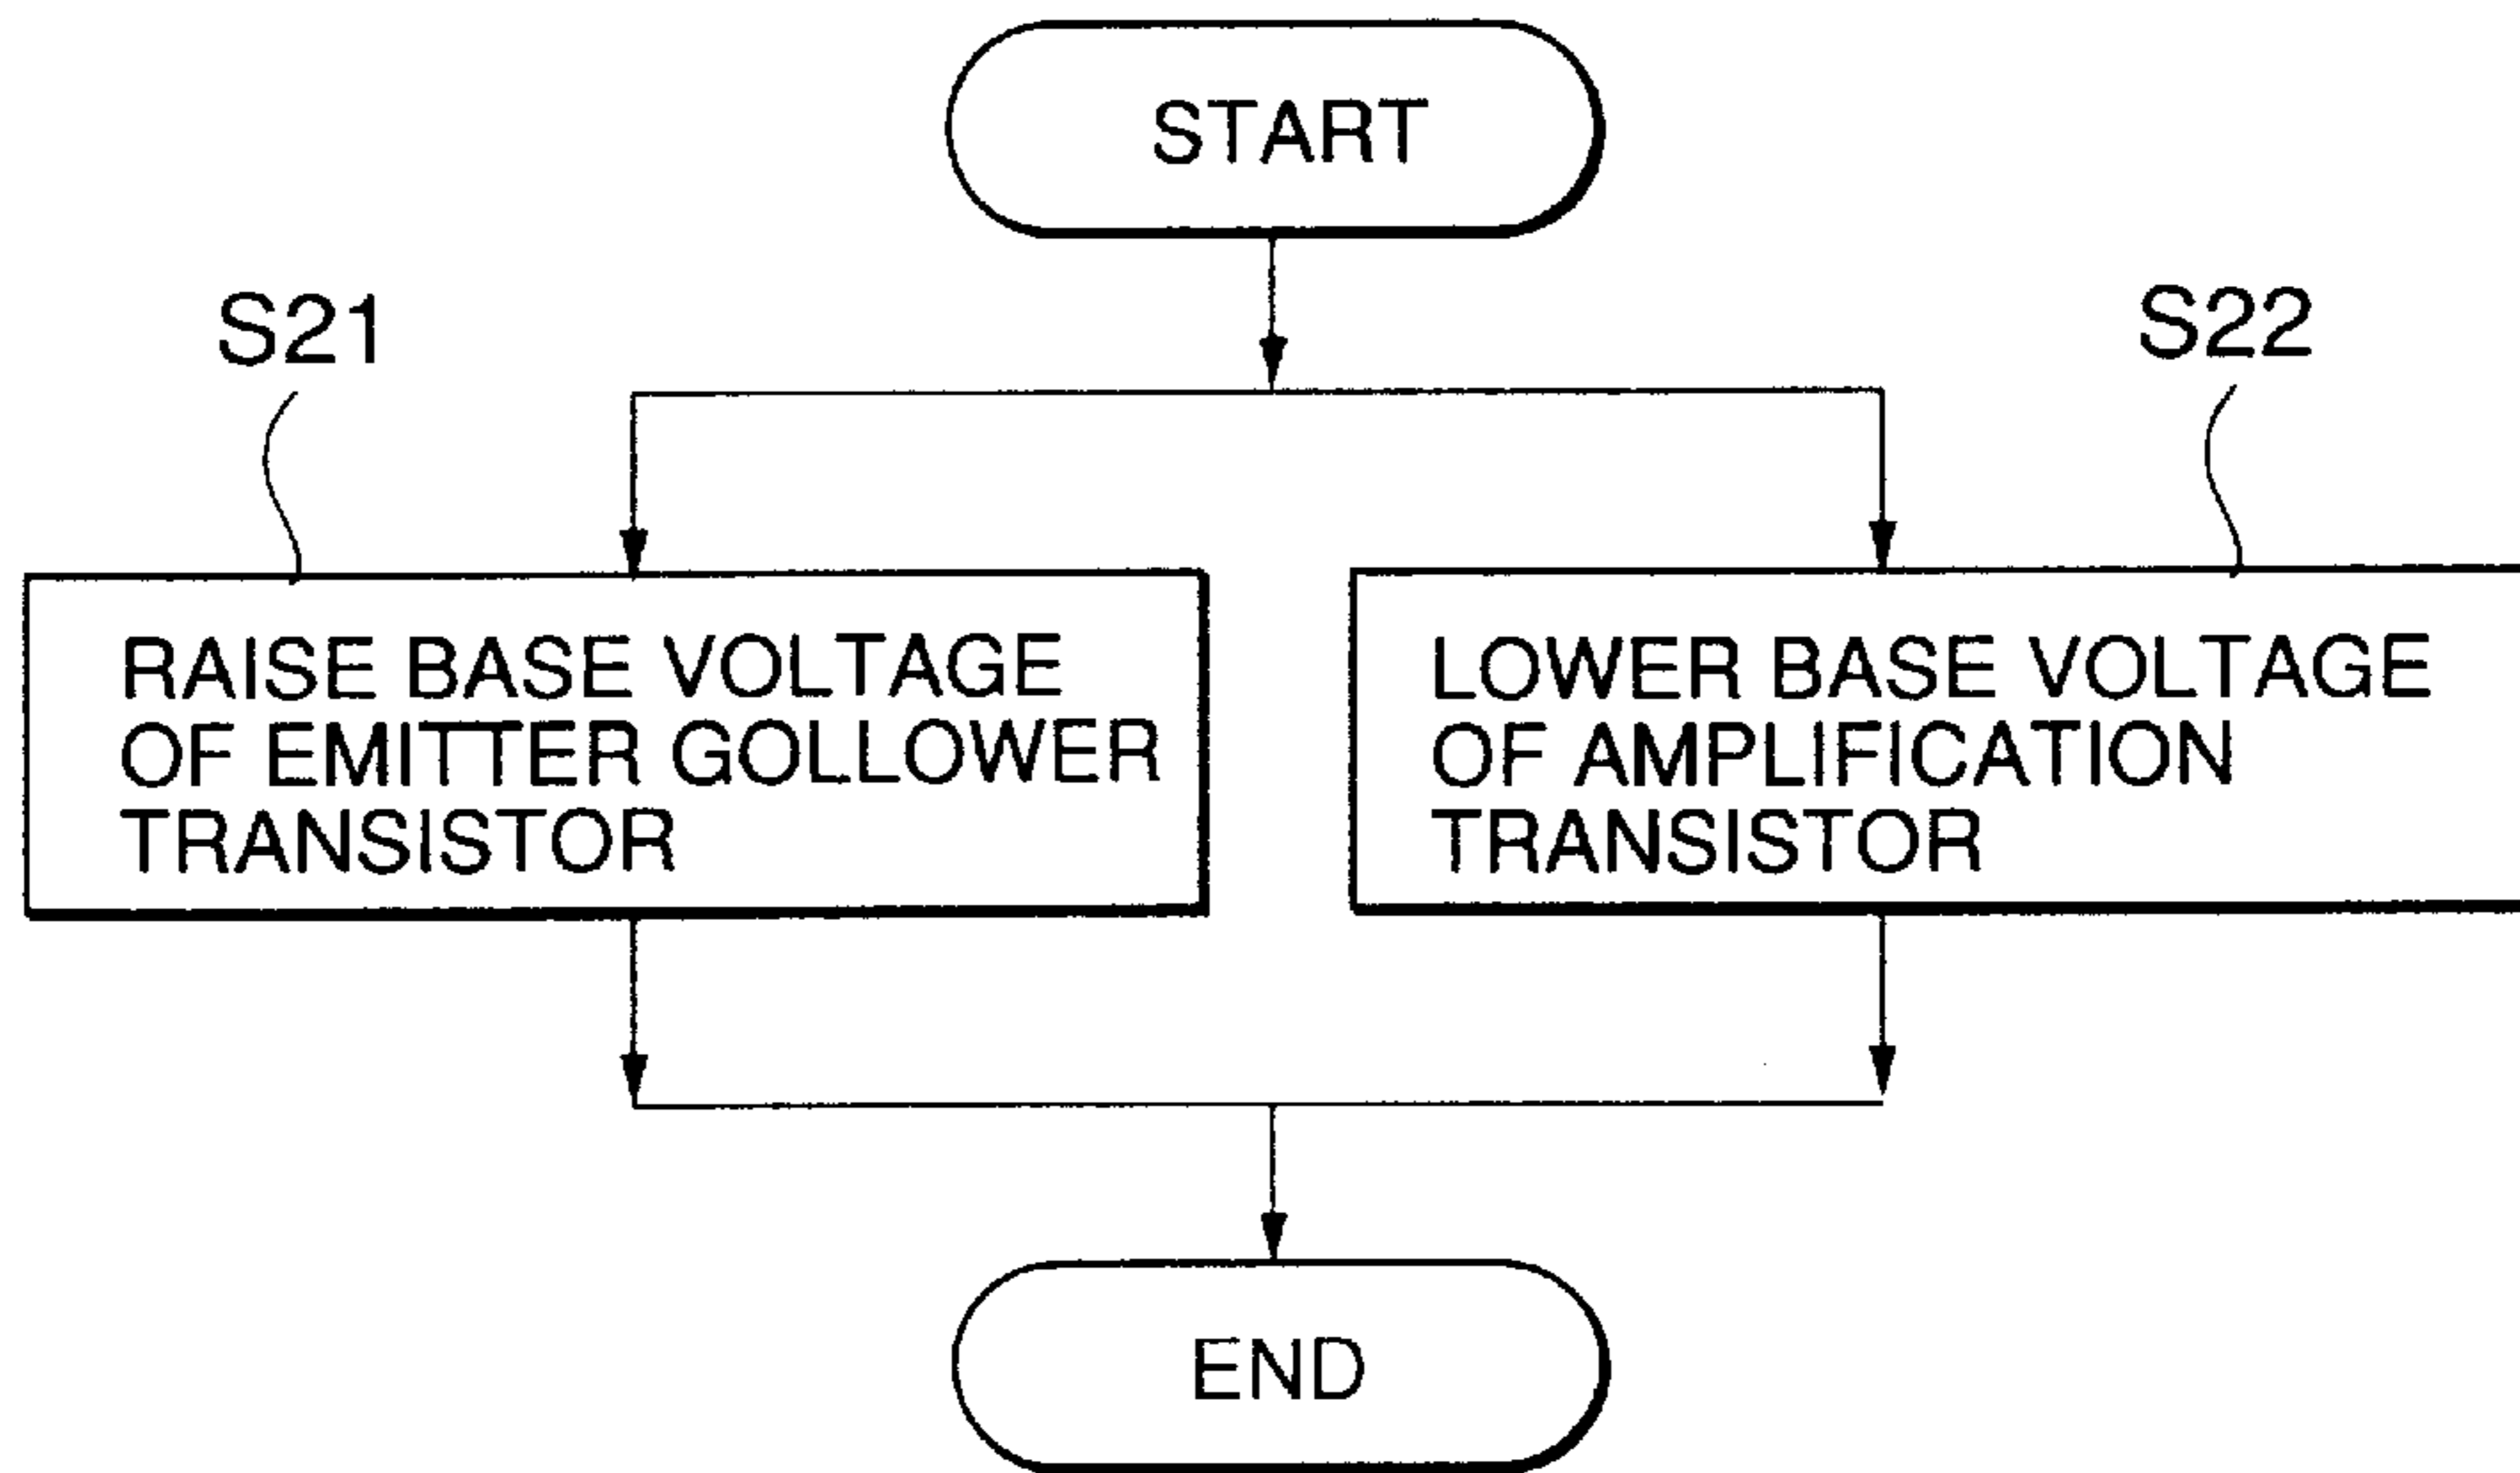 START
S21
S22
RAISE BASE VOLTAGE
OF EMITTER GOLLOWER
TRANSISTOR
LOWER BASE VOLTAGE
OF AMPLIFICATION
TRANSISTOR
END